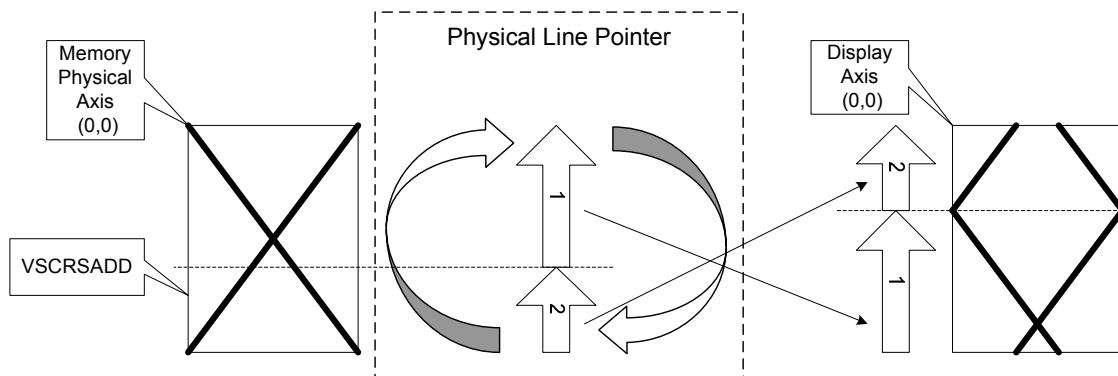 Physical Line Pointer
Memory
Physical
Axis
(0,0)
VSCRSADD
1
2
Display
Axis
(0,0)
2
1